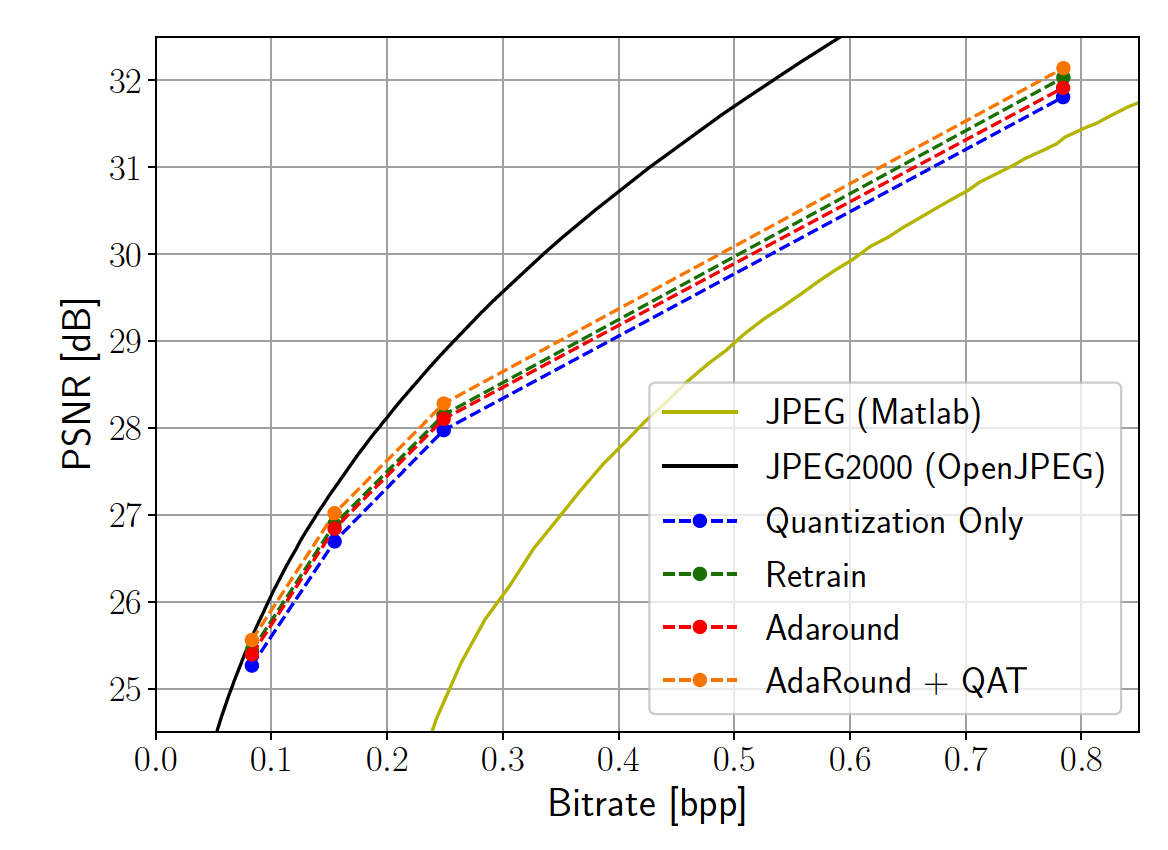 32
31
30
29
28
27
26
25
PSNR [dB]
JPEG (Matlab)
JPEG2000 (OpenJPEG)
Quantization Only
Retrain
Adaround
AdaRound + QAT
0.0 0.1 0.2 0.3 0.4 0.5 0.6 0.7 0.8
Bitrate [bpp]